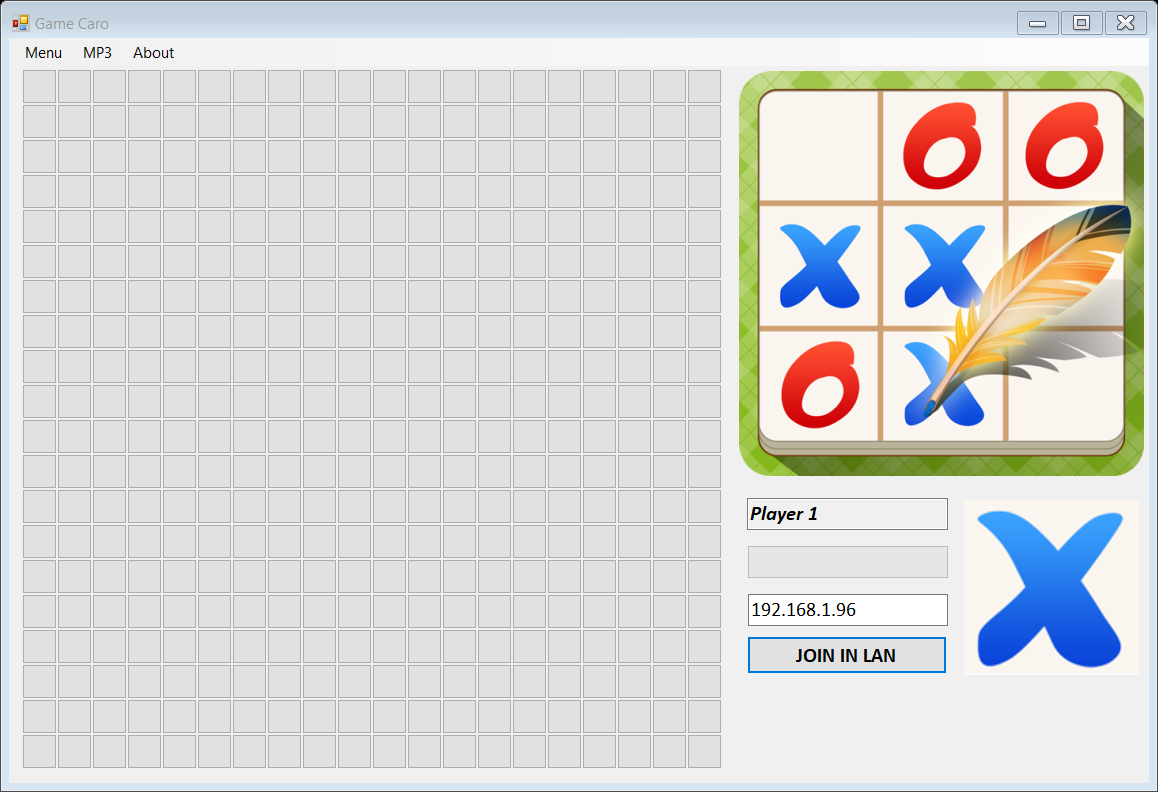 Game Caro
Menu MP3 About
O O
X X
O X
Player 1
192.168.1.96
JOIN IN LAN
X